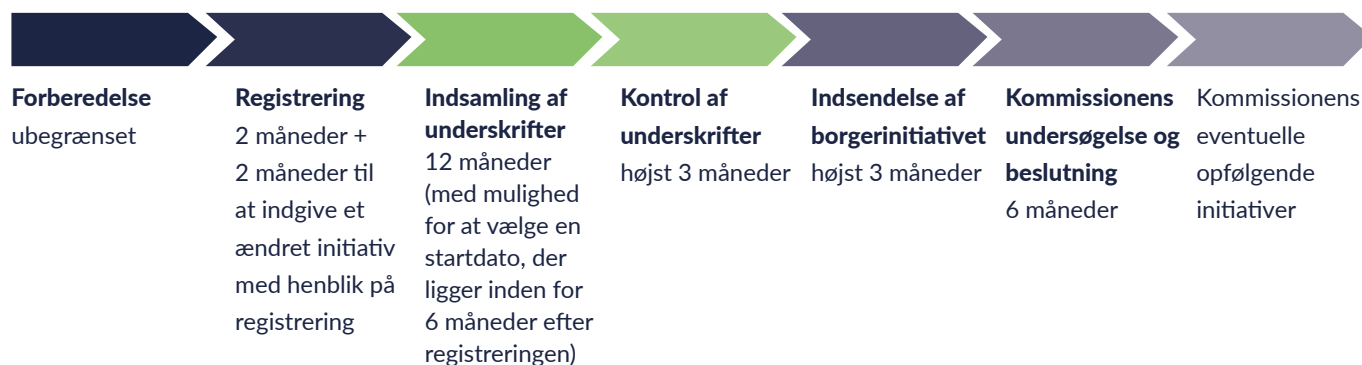 Forberedelse
ubegrænset
Registrering
2 måneder +
2 måneder til
at indgive et
ændret initiativ
med henblik på
registrering
Indsamling af
underskrifter
12 måneder
(med mulighed
for at vælge en
startdato, der
ligger inden for
6 måneder efter
registreringen)
Kontrol af
underskrifter
højst 3 måneder
Indsendelse af
borgerinitiativet
højst 3 måneder
Kommissionens
undersøgelse og
beslutning
6 måneder
Kommissionens
eventuelle
opfølgende
initiativer